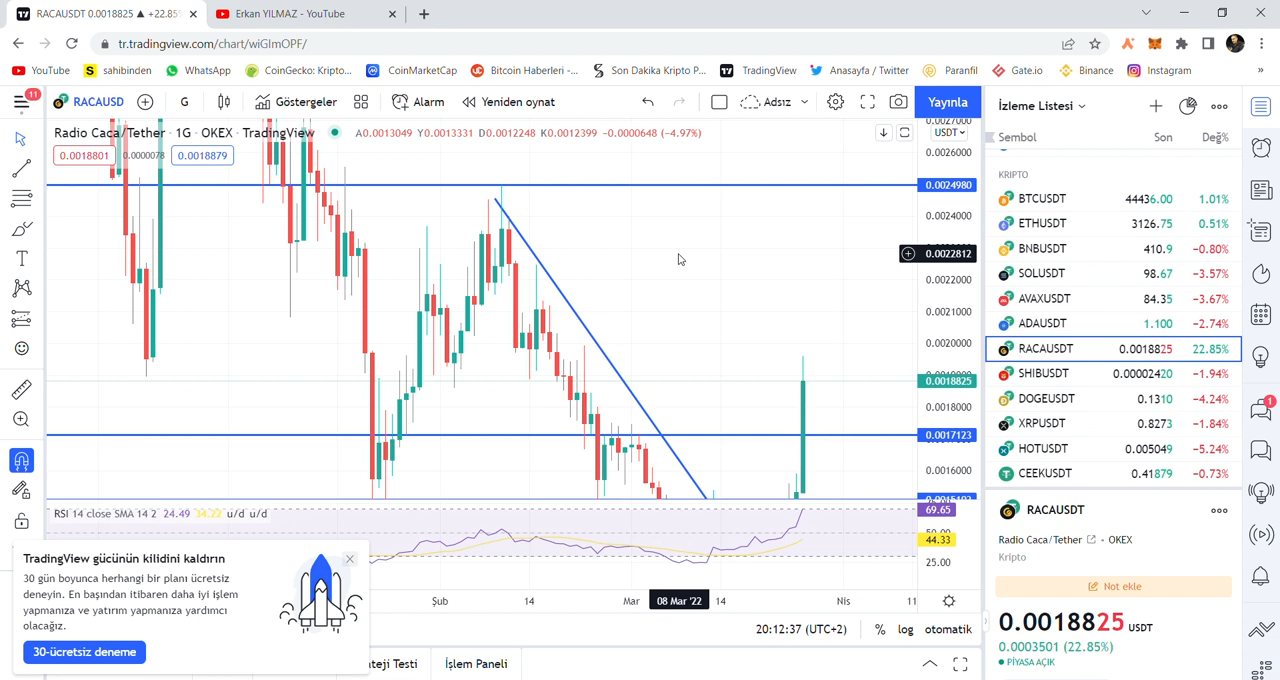 RACAUSDT 0.0018825 ▲ +22.85%
Erkan YILMAZ - YouTube
tr.tradingview.com/chart/wiGlmOPF/
YouTube
sahibinden
WhatsApp
CoinGecko: Kripto...
CoinMarketCap
Bitcoin Haberleri -...
Son Dakika Kripto P...
TradingView
Anasayfa / Twitter
Paranfil
Gate.io
Binance
Instagram
»
11
RACAUSD
G
Göstergeler
Alarm
Yeniden oynat
Adsız
Yayınla
Radio Caca/Tether · 1G · OKEX · TradingView
A0.0013049 Y0.0013331 D0.0012248 K0.0012399 −0.0000648 (−4.97%)
0.0018801
0.0000078
0.0018879
USDT
0.0026000
0.0024980
0.0024000
0.0022812
0.0022000
0.0021000
0.0020000
0.0018825
0.0018000
0.0017123
0.0016000
RSI 14 close SMA 14 2 24.49 34.22 u/d u/d
69.65
44.33
25.00
Şub
14
Mar
08 Mar '22
14
Nis
11
20:12:37 (UTC+2)
%
log
otomatik
TradingView gücünün kilidini kaldırın
30 gün boyunca herhangi bir planı ücretsiz
deneyin. En başından itibaren daha iyi işlem
yapmanıza ve yatırım yapmanıza yardımcı
olacağız.
30-ücretsiz deneme
ateji Testi
İşlem Paneli
İzleme Listesi
Sembol Son Değ%
KRIPTO
BTCUSDT 44436.00 1.01%
ETHUSDT 3126.75 0.51%
BNBUSDT 410.9 −0.80%
SOLUSDT 98.67 −3.57%
AVAXUSDT 84.35 −3.67%
ADAUSDT 1.100 −2.74%
RACAUSDT 0.0018825 22.85%
SHIBUSDT 0.00002420 −1.94%
DOGEUSDT 0.1310 −4.24%
XRPUSDT 0.8273 −1.84%
HOTUSDT 0.005049 −5.24%
CEEKUSDT 0.41879 −0.73%
RACAUSDT
Radio Caca/Tether · OKEX
Kripto
Not ekle
0.0018825 USDT
0.0003501 (22.85%)
PİYASA AÇIK
1